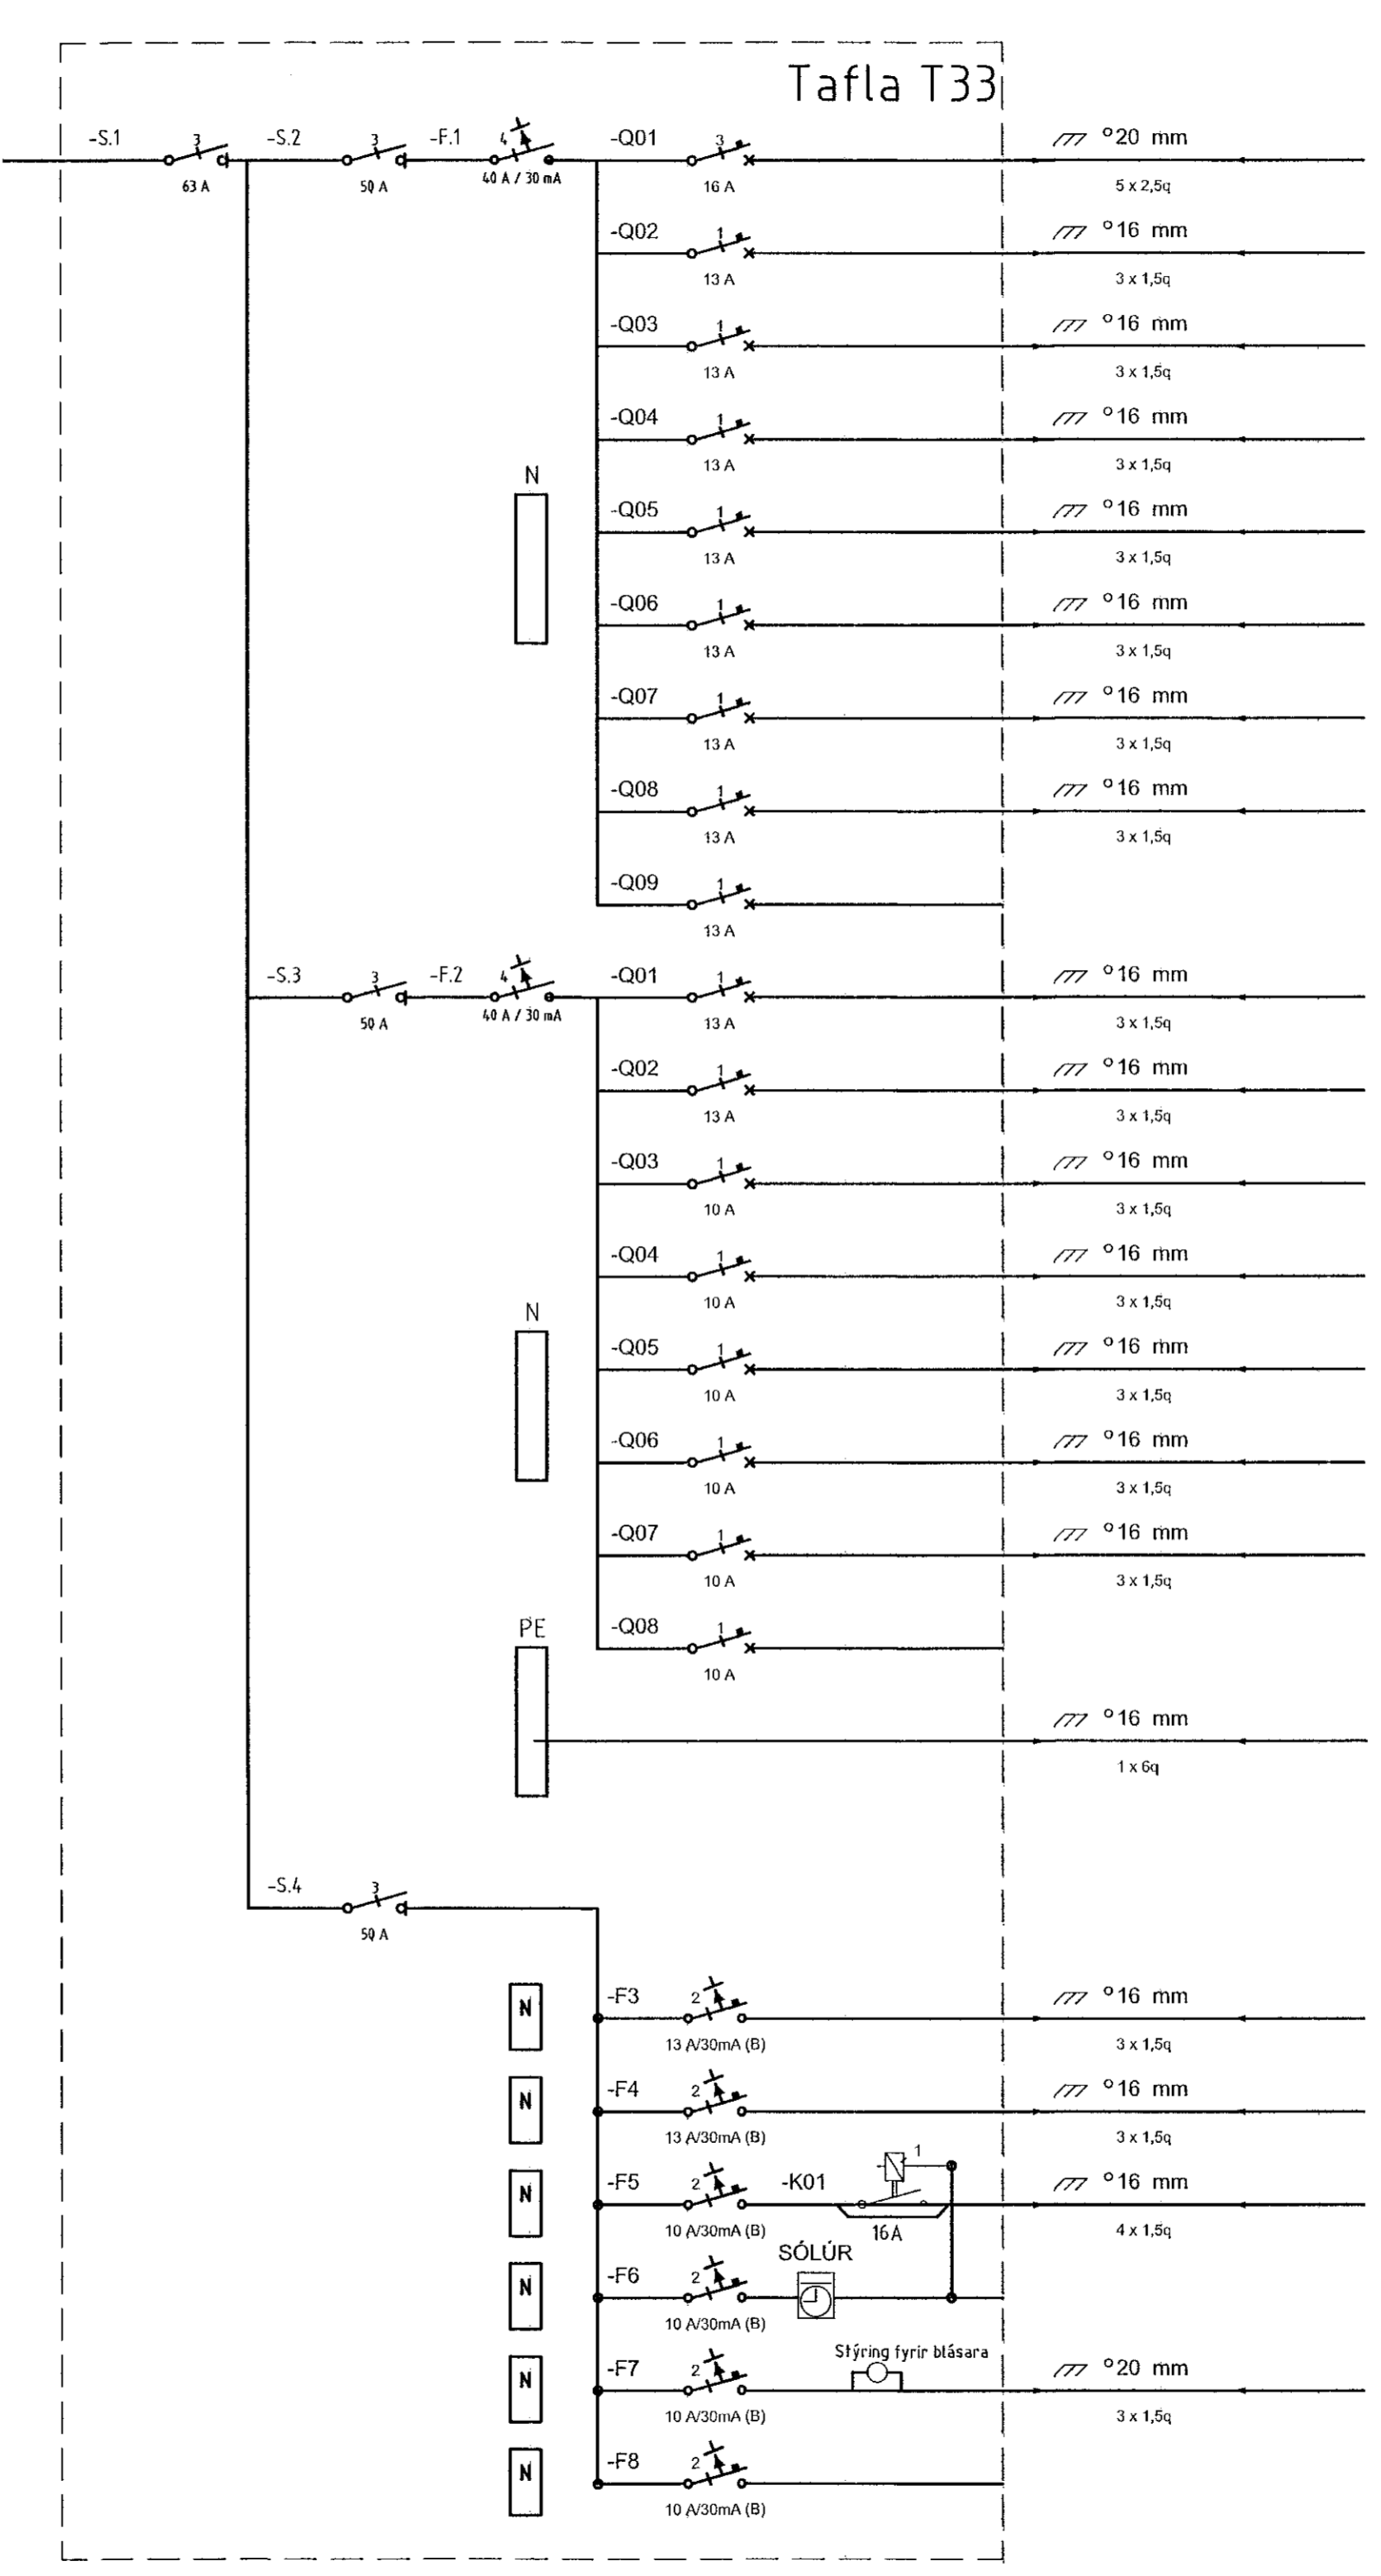 Tafla T33
-S.1 3 -S.2 3 -F.1 4 -Q01 3 °20 mm
63 A 50 A 40 A / 30 mA 16 A 5 x 2,5q
-Q02 1 °16 mm
13 A 3 x 1,5q
-Q03 1 °16 mm
13 A 3 x 1,5q
-Q04 1 °16 mm
13 A 3 x 1,5q
N
-Q05 1 °16 mm
13 A 3 x 1,5q
-Q06 1 °16 mm
13 A 3 x 1,5q
-Q07 1 °16 mm
13 A 3 x 1,5q
-Q08 1 °16 mm
13 A 3 x 1,5q
-Q09 1
13 A
-S.3 3 -F.2 4 -Q01 1 °16 mm
50 A 40 A / 30 mA 13 A 3 x 1,5q
-Q02 1 °16 mm
13 A 3 x 1,5q
-Q03 1 °16 mm
10 A 3 x 1,5q
-Q04 1 °16 mm
10 A 3 x 1,5q
N
-Q05 1 °16 mm
10 A 3 x 1,5q
-Q06 1 °16 mm
10 A 3 x 1,5q
-Q07 1 °16 mm
10 A 3 x 1,5q
PE -Q08 1
10 A
°16 mm
1 x 6q
-S.4 3
50 A
N -F3 2 °16 mm
13 A/30mA (B) 3 x 1,5q
N -F4 2 °16 mm
13 A/30mA (B) 3 x 1,5q
1
N -F5 2 -K01 °16 mm
10 A/30mA (B) 16A 4 x 1,5q
SÓLÚR
N -F6 2
10 A/30mA (B)
Stýring fyrir blásara
N -F7 2 °20 mm
10 A/30mA (B) 3 x 1,5q
N -F8 2
10 A/30mA (B)